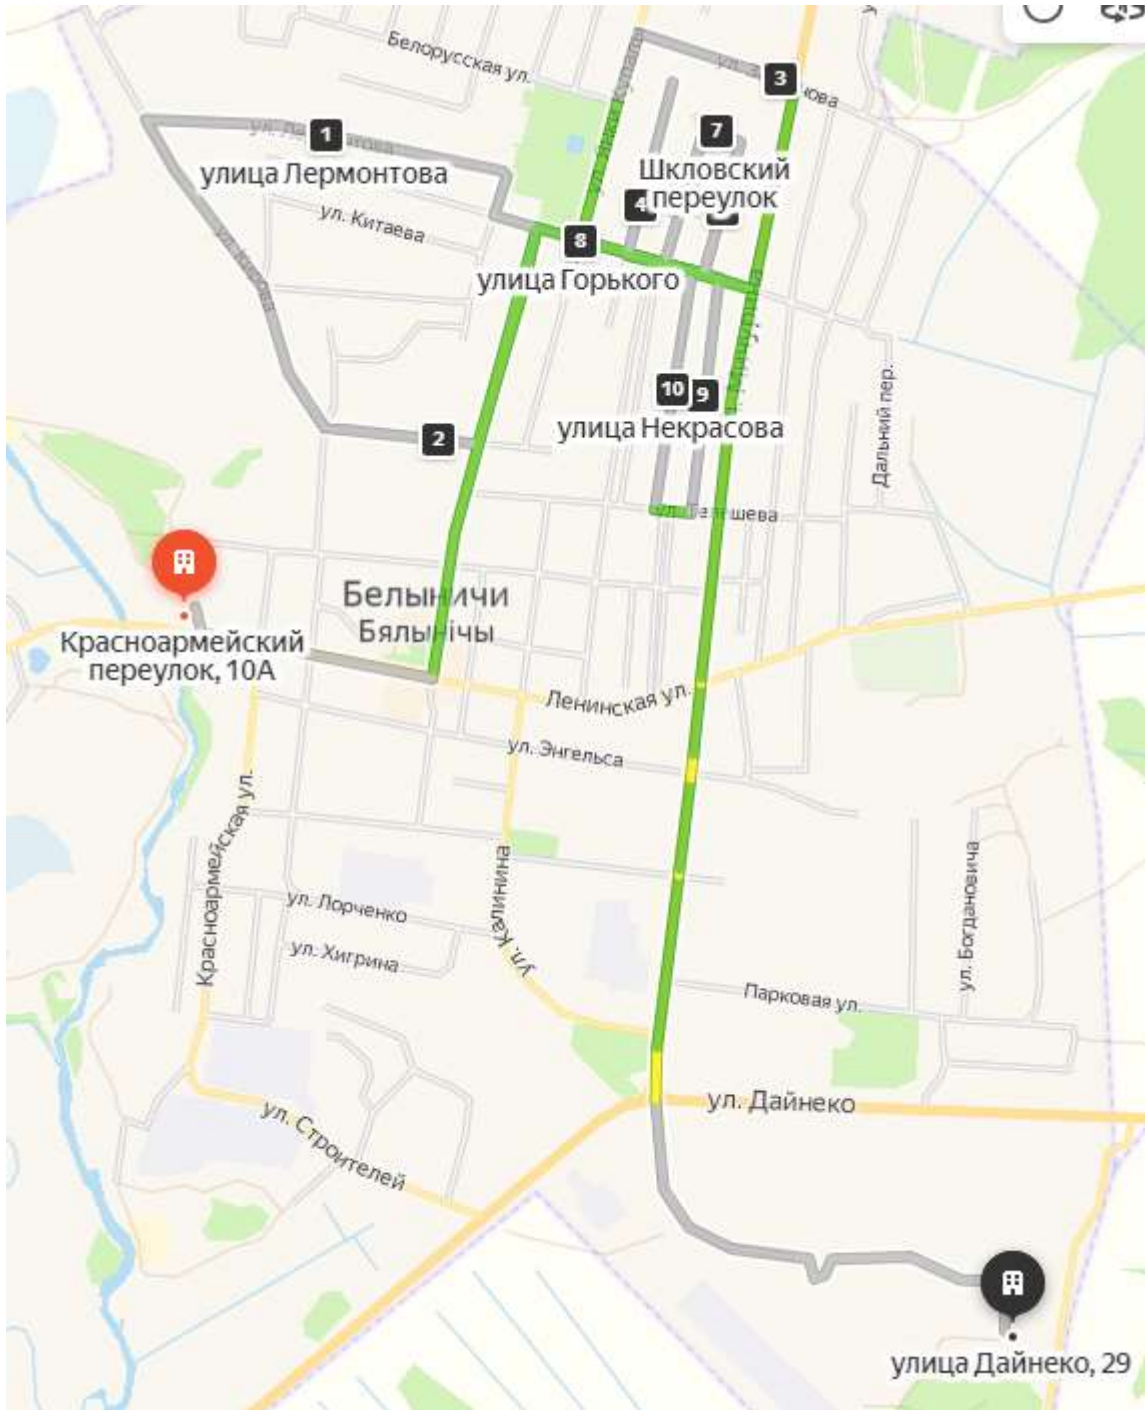 Белорусская ул.
3
1
7
улица Лермонтова
Шкловский
переулок
ул. Китаева
4
8
улица Горького
10
9
улица Некрасова
2
Дальний пер.
Белыничи
Бялынічы
Красноармейский
переулок, 10А
Ленинская ул.
ул. Энгельса
Красноармейская ул.
ул. Калинина
ул. Лорченко
ул. Хигрина
ул. Богдановича
Парковая ул.
ул. Дайнеко
ул. Строителей
улица Дайнеко, 29